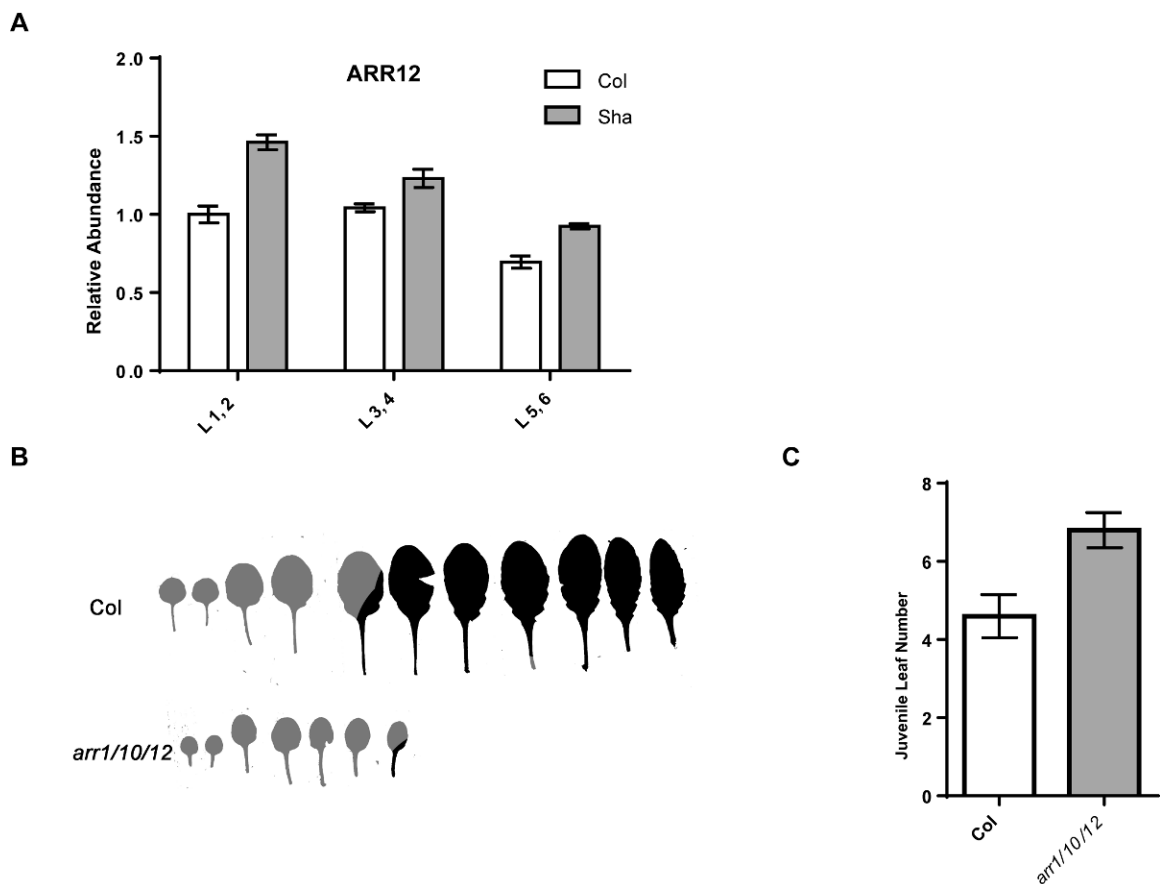 A
ARR12
Col
Sha
Relative Abundance
2.0
1.5
1.0
0.5
0.0
L 1, 2
L 3, 4
L 5, 6
B
Col
arr1/10/12
C
Juvenile Leaf Number
8
6
4
2
0
Col
arr1/10/12